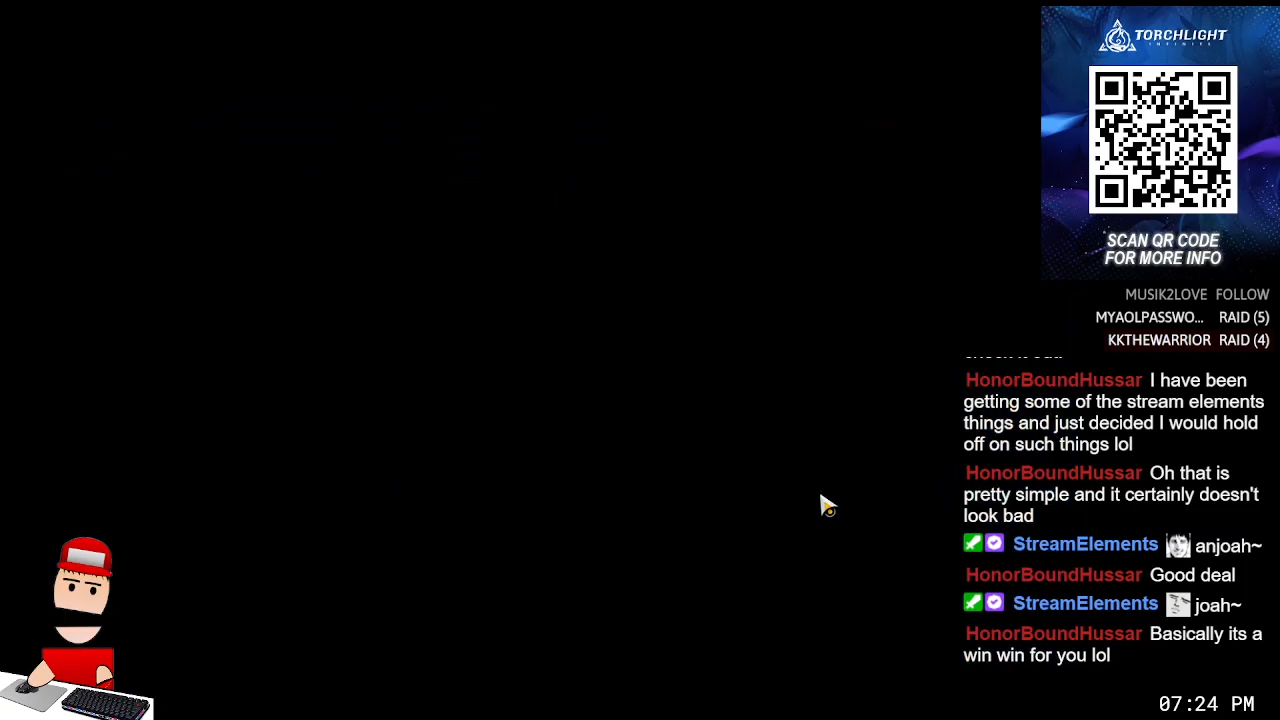 TORCHLIGHT
INFINITE
SCAN QR CODE
FOR MORE INFO
MUSIK2LOVE FOLLOW
MYAOLPASSWO... RAID (5)
KKTHEWARRIOR RAID (4)
HonorBoundHussar I have been
getting some of the stream elements
things and just decided I would hold
off on such things lol
HonorBoundHussar Oh that is
pretty simple and it certainly doesn't
look bad
StreamElements anjoah~
HonorBoundHussar Good deal
StreamElements joah~
HonorBoundHussar Basically its a
win win for you lol
07:24 PM